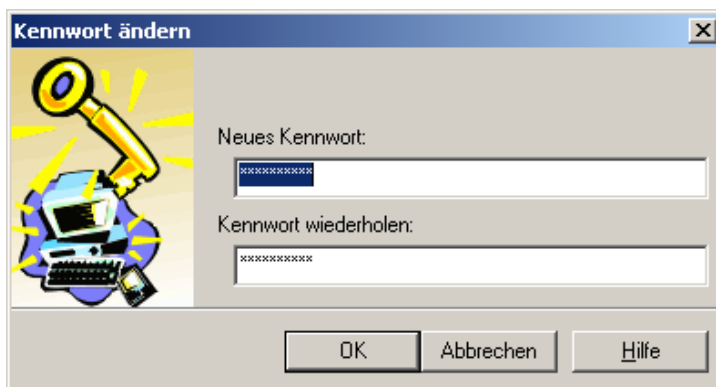 Kennwort ändern
Neues Kennwort:
**********
Kennwort wiederholen:
**********
OK Abbrechen Hilfe